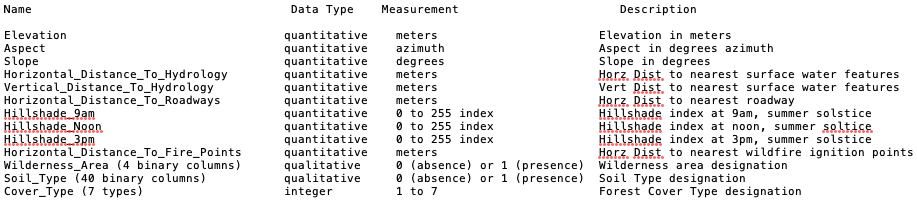 Name Data Type Measurement Description
Elevation quantitative meters Elevation in meters
Aspect quantitative azimuth Aspect in degrees azimuth
Slope quantitative degrees Slope in degrees
Horizontal_Distance_To_Hydrology quantitative meters Horz Dist to nearest surface water features
Vertical_Distance_To_Hydrology quantitative meters Vert Dist to nearest surface water features
Horizontal_Distance_To_Roadways quantitative meters Horz Dist to nearest roadway
Hillshade_9am quantitative 0 to 255 index Hillshade index at 9am, summer solstice
Hillshade_Noon quantitative 0 to 255 index Hillshade index at noon, summer soltice
Hillshade_3pm quantitative 0 to 255 index Hillshade index at 3pm, summer solstice
Horizontal_Distance_To_Fire_Points quantitative meters Horz Dist to nearest wildfire ignition points
Wilderness_Area (4 binary columns) qualitative 0 (absence) or 1 (presence) Wilderness area designation
Soil_Type (40 binary columns) qualitative 0 (absence) or 1 (presence) Soil Type designation
Cover_Type (7 types) integer 1 to 7 Forest Cover Type designation